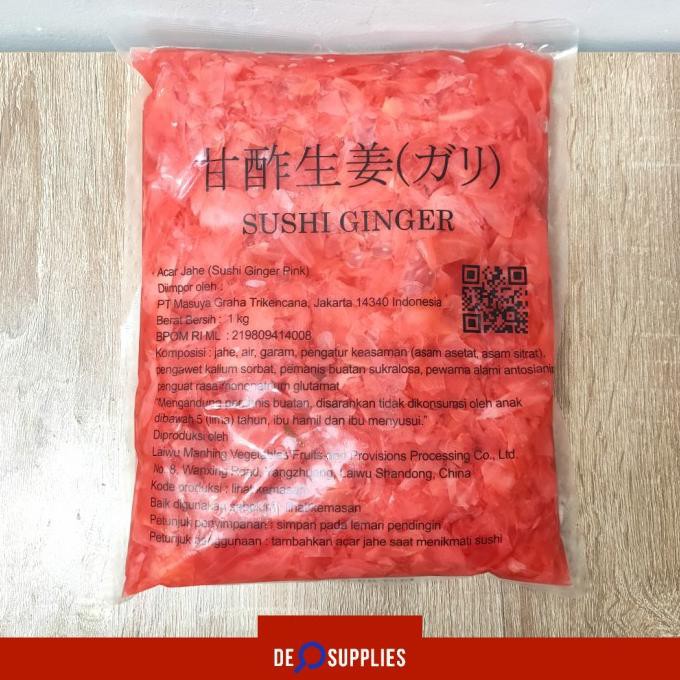 甘酢生姜(ガリ)
SUSHI GINGER
Acar Jahe (Sushi Ginger Pink)
Diimpor oleh :
PT Masuya Graha Trikencana, Jakarta 14340 Indonesia
Berat Bersih : 1 kg
BPOM RI ML : 219809414008
Komposisi : jahe, air, garam, pengatur keasaman (asam asetat, asam sitrat),
pengawet kalium sorbat, pemanis buatan sukralosa, pewarna alami antosianin
penguat rasa mononatrium glutamat
"Mengandung pemanis buatan, disarankan tidak dikonsumsi oleh anak
dibawah 5 (lima) tahun, ibu hamil dan ibu menyusui."
Diproduksi oleh
Laiwu Manhing Vegetables Fruits and Provisions Processing Co., Ltd.
No. 8, Wanxing Road, Yangzhuang, Laiwu Shandong, China
Kode produksi : lihat kemasan
Baik digunakan sebelum : lihat kemasan
Petunjuk penyimpanan : simpan pada lemari pendingin
Petunjuk penggunaan : tambahkan acar jahe saat menikmati sushi
DE SUPPLIES